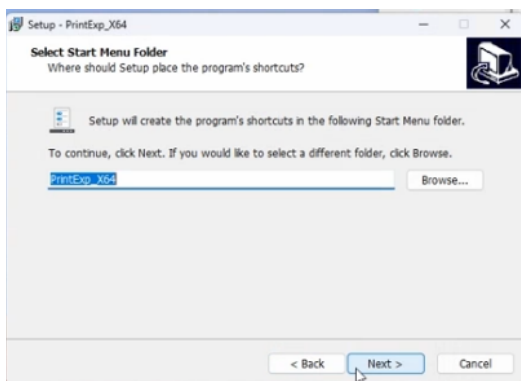 Setup - PrintExp_X64
Select Start Menu Folder
Where should Setup place the program's shortcuts?
Setup will create the program's shortcuts in the following Start Menu folder.
To continue, click Next. If you would like to select a different folder, click Browse.
PrintExp_X64
Browse...
< Back
Next >
Cancel